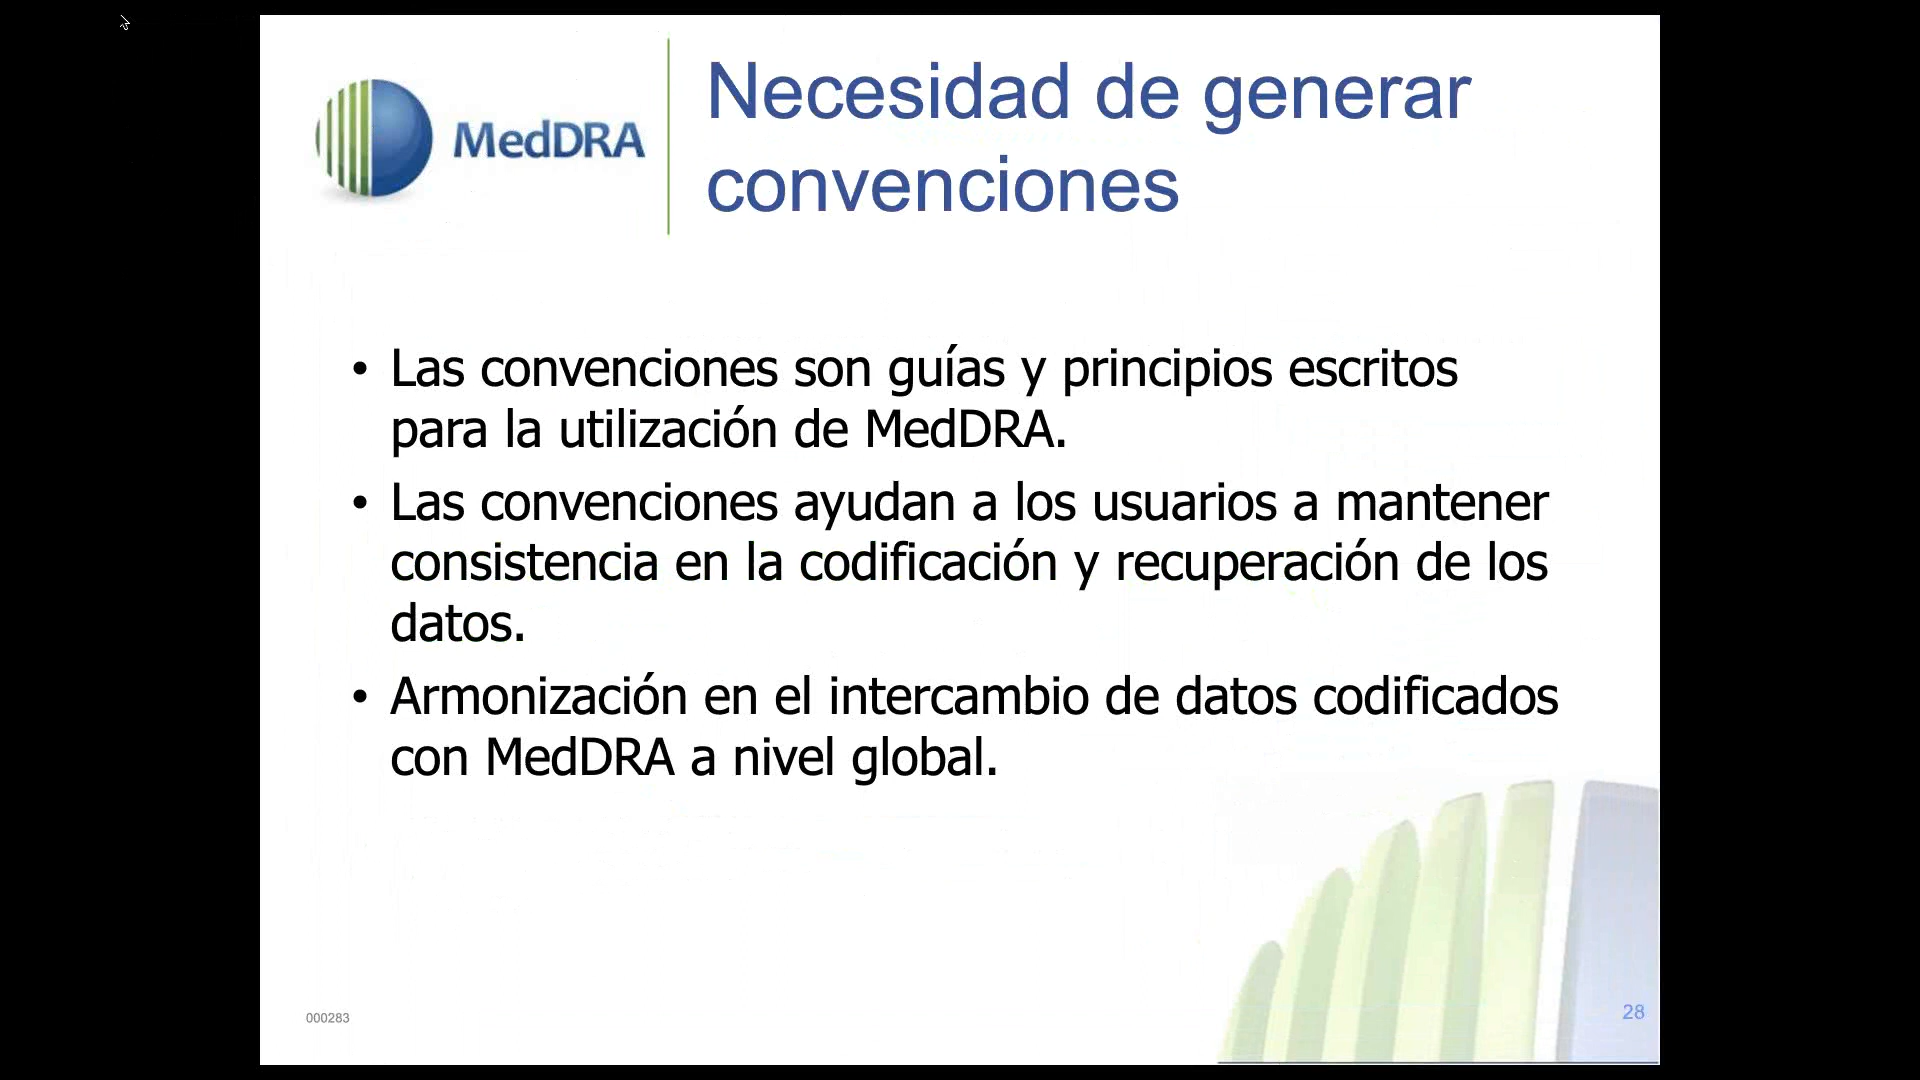 MedDRA
Necesidad de generar
convenciones
• Las convenciones son guías y principios escritos
para la utilización de MedDRA.
• Las convenciones ayudan a los usuarios a mantener
consistencia en la codificación y recuperación de los
datos.
• Armonización en el intercambio de datos codificados
con MedDRA a nivel global.
000283
28